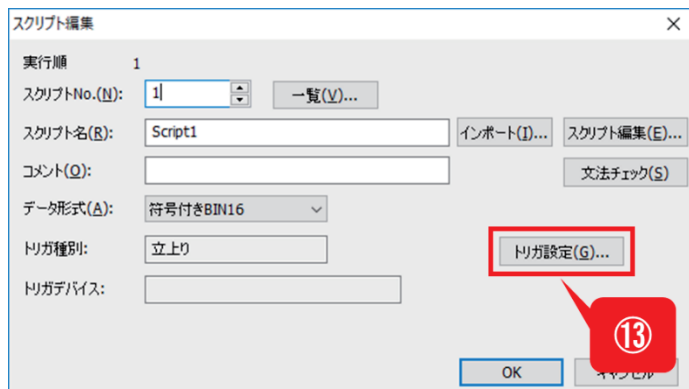 スクリプト編集
実行順 1
スクリプトNo.(N): 1 一覧(V)...
スクリプト名(R): Script1 インポート(I)... スクリプト編集(E)...
コメント(O): 文法チェック(S)
データ形式(A): 符号付きBIN16
トリガ種別: 立上り トリガ設定(G)...
トリガデバイス:
⑬
OK